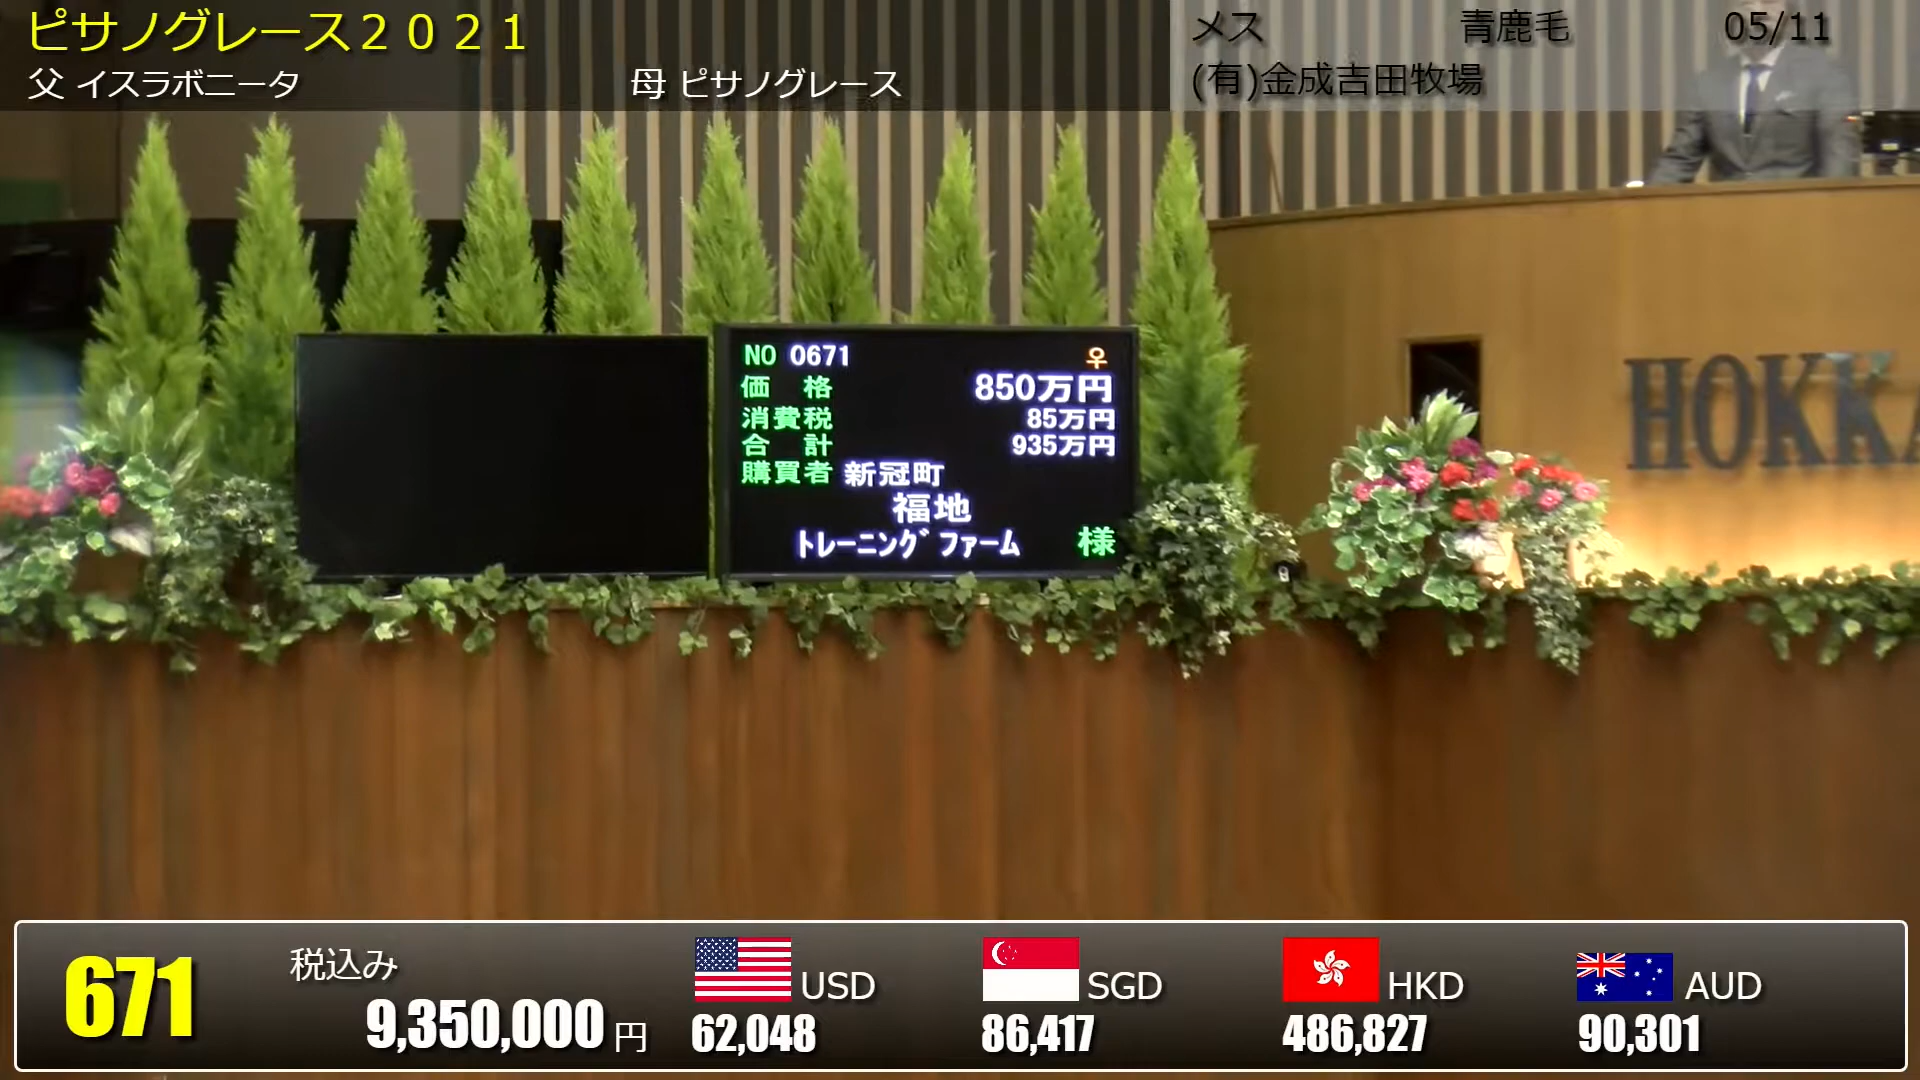 ピサノグレース２０２１
父 イスラボニータ
母 ピサノグレース
メス 青鹿毛 05/11
(有)金成吉田牧場
NO 0671 ♀
価 格 850万円
消費税 85万円
合 計 935万円
購買者 新冠町
福地
トレーニングファーム 様
HOKKA
671
税込み
9,350,000 円
USD
62,048
SGD
86,417
HKD
486,827
AUD
90,301